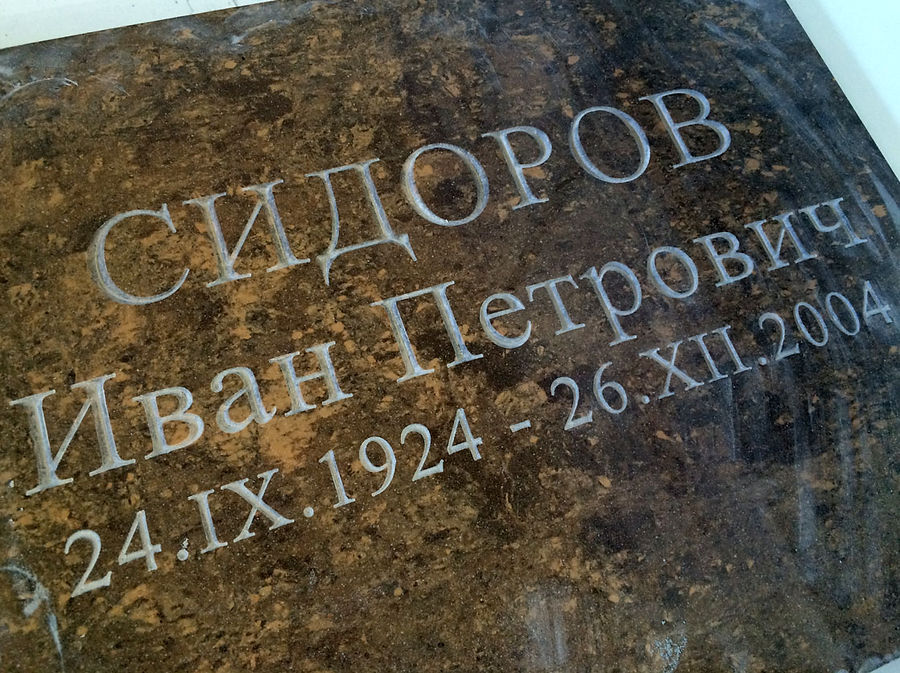 СИДОРОВ
Иван Петрович
24.IX.1924 - 26.XII.2004